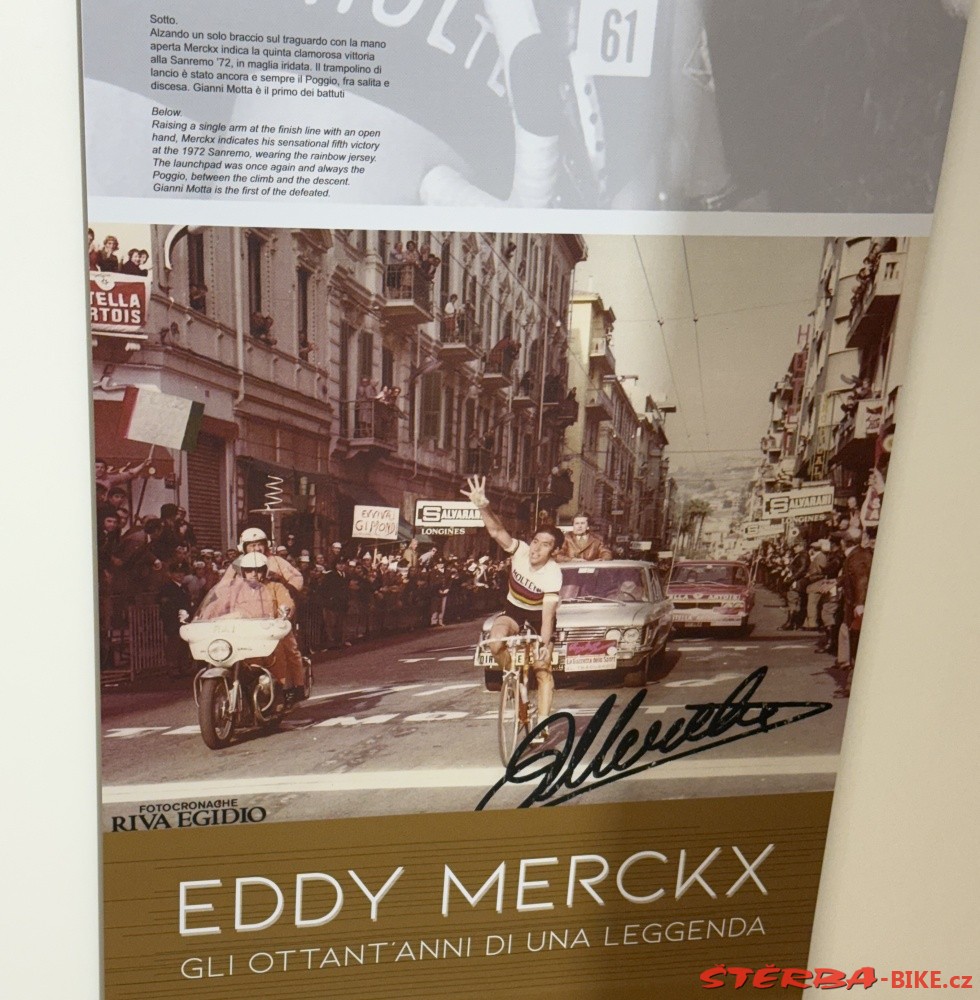 MOLTE
61
Sotto.
Alzando un solo braccio sul traguardo con la mano
aperta Merckx indica la quinta clamorosa vittoria
alla Sanremo '72, in maglia iridata. Il trampolino di
lancio è stato ancora e sempre il Poggio, fra salita e
discesa. Gianni Motta è il primo dei battuti
Below.
Raising a single arm at the finish line with an open
hand, Merckx indicates his sensational fifth victory
at the 1972 Sanremo, wearing the rainbow jersey.
The launchpad was once again and always the
Poggio, between the climb and the descent.
Gianni Motta is the first of the defeated.
TELLA
RTOIS
GIMONDI
SALVARANI
LONGINES
SALVARANI
LONGINES
MOLTENI
Merckx
FOTOCRONACHE
RIVA EGIDIO
EDDY MERCKX
GLI OTTANT'ANNI DI UNA LEGGENDA
ŠTĚRBA-BIKE.cz